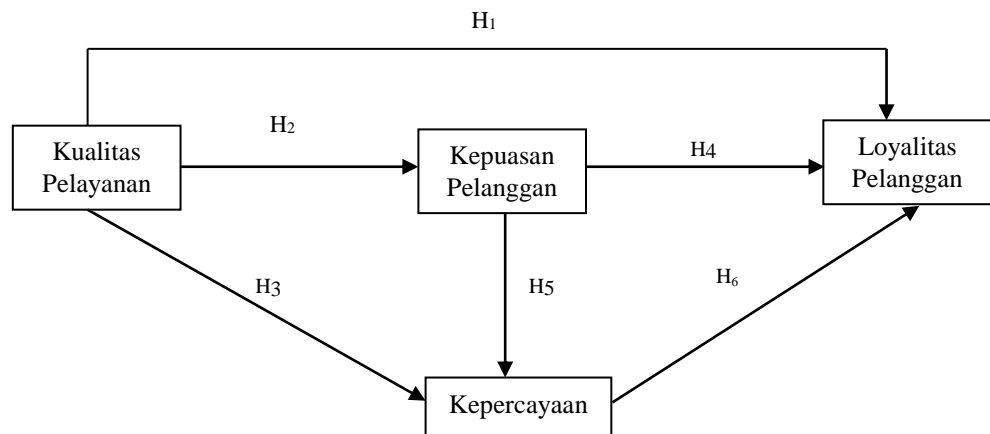 H1
H2
Kualitas
Pelayanan
Kepuasan
Pelanggan
H4
Loyalitas
Pelanggan
H3
H5
H6
Kepercayaan